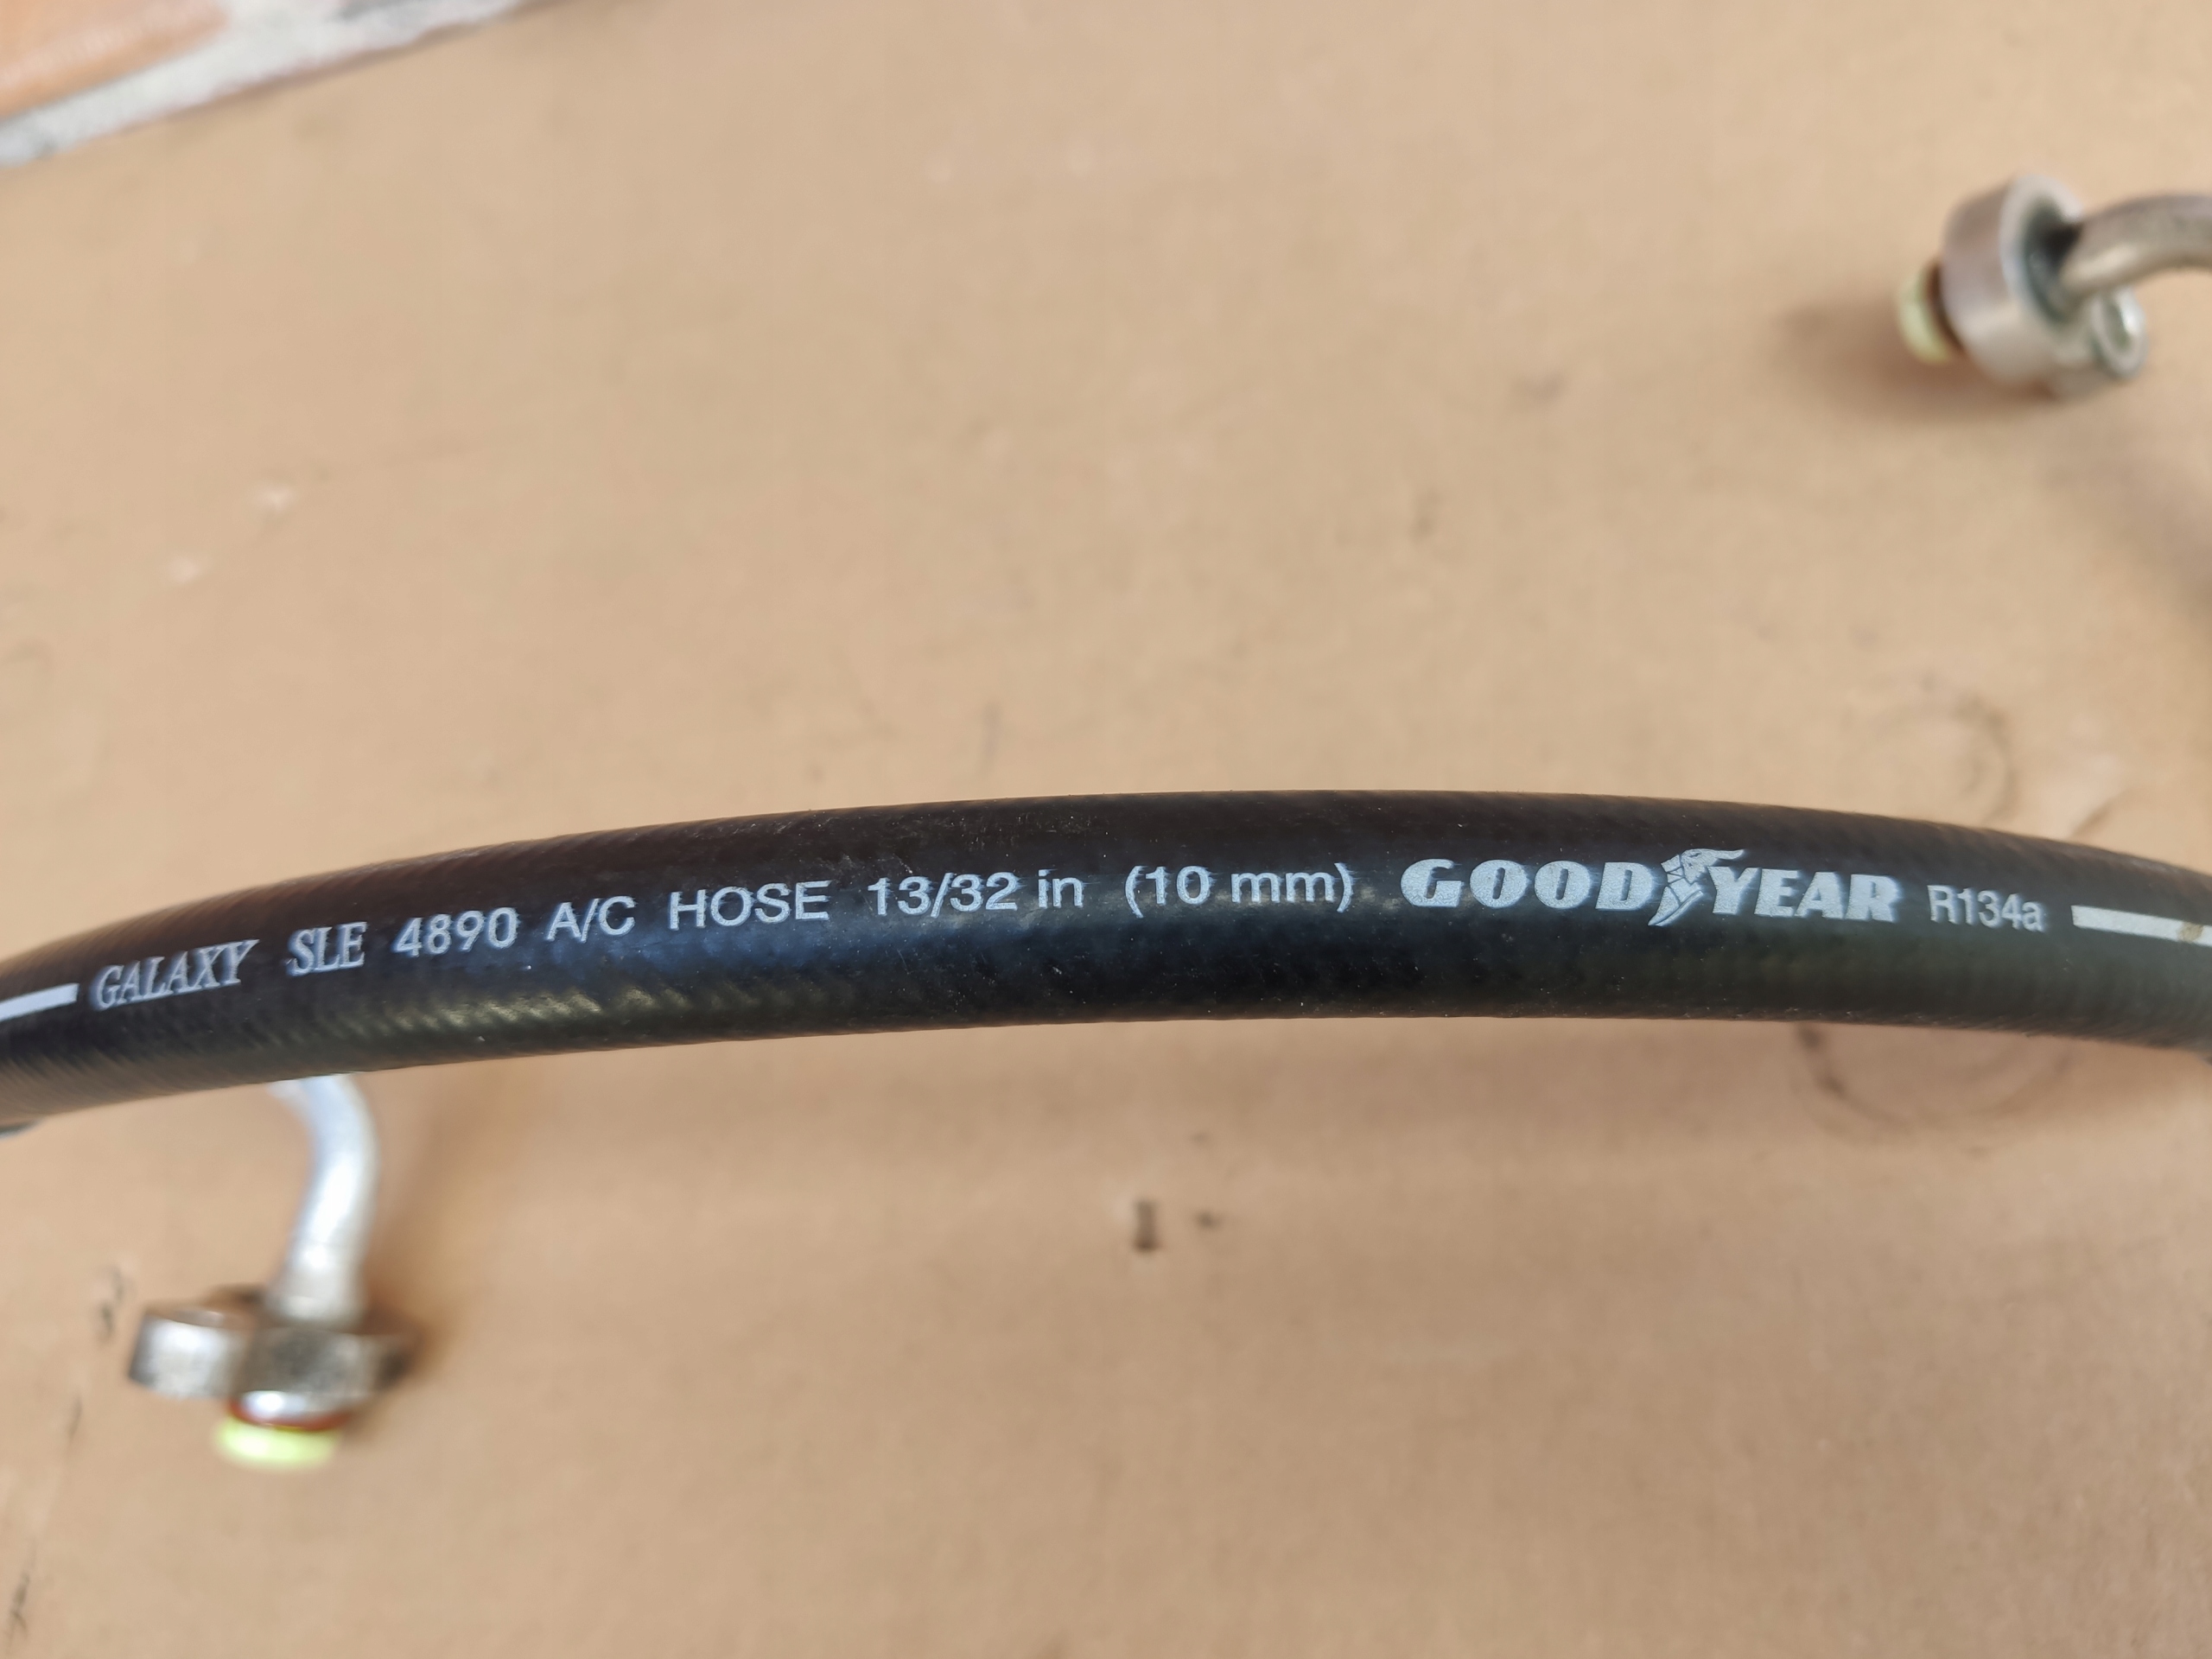 GALAXY SLE 4890 A/C HOSE 13/32 in (10 mm) GOODYEAR R134a